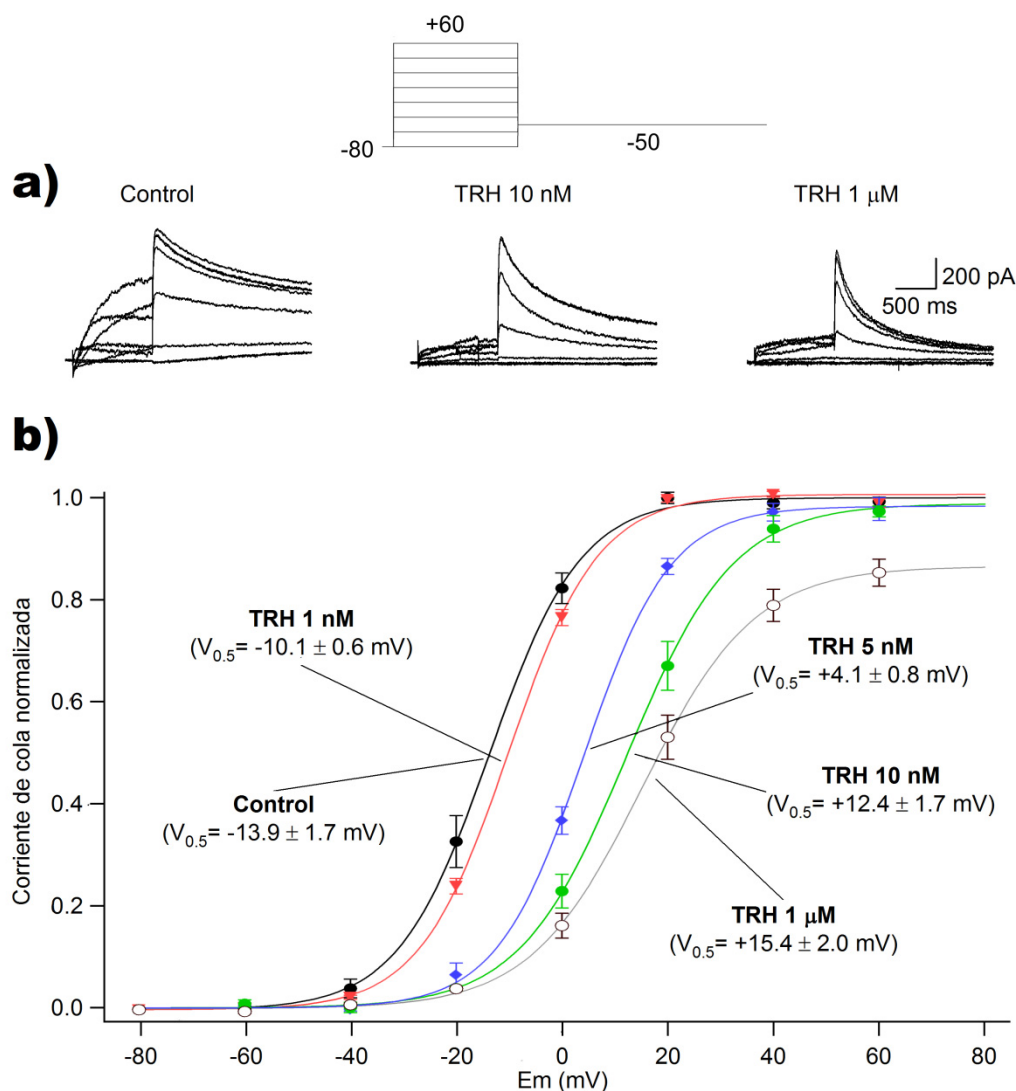 +60
-80
-50
a)
Control
TRH 10 nM
TRH 1 μM
200 pA
500 ms
b)
Corriente de cola normalizada
1.0
0.8
0.6
0.4
0.2
0.0
TRH 1 nM
(V0.5= -10.1 ± 0.6 mV)
Control
(V0.5= -13.9 ± 1.7 mV)
TRH 5 nM
(V0.5= +4.1 ± 0.8 mV)
TRH 10 nM
(V0.5= +12.4 ± 1.7 mV)
TRH 1 μM
(V0.5= +15.4 ± 2.0 mV)
-80 -60 -40 -20 0 20 40 60 80
Em (mV)